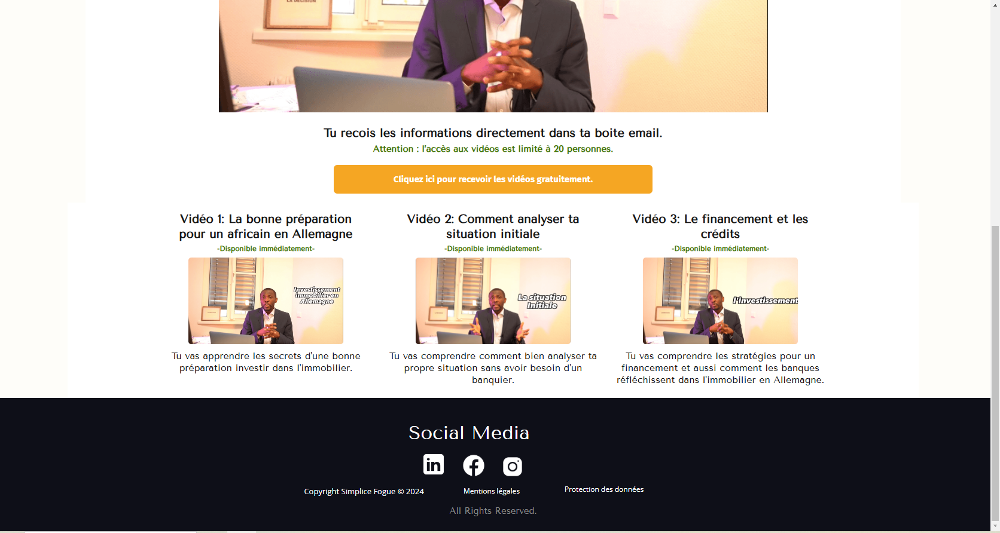 LA DECISION
Tu recois les informations directement dans ta boite email.
Attention : l'accès aux vidéos est limité à 20 personnes.
Cliquez ici pour recevoir les vidéos gratuitement.
Vidéo 1: La bonne préparation
pour un africain en Allemagne
-Disponible immédiatement-
Investissement
immobilier en
Allemagne
Tu vas apprendre les secrets d'une bonne
préparation investir dans l'immobilier.
Vidéo 2: Comment analyser ta
situation initiale
-Disponible immédiatement-
La situation
Initiale
Tu vas comprendre comment bien analyser ta
propre situation sans avoir besoin d'un
banquier.
Vidéo 3: Le financement et les
crédits
-Disponible immédiatement-
l'investissement
Tu vas comprendre les stratégies pour un
financement et aussi comment les banques
réfléchissent dans l'immobilier en Allemagne.
Social Media
in
Copyright Simplice Fogue © 2024
Mentions légales
Protection des données
All Rights Reserved.